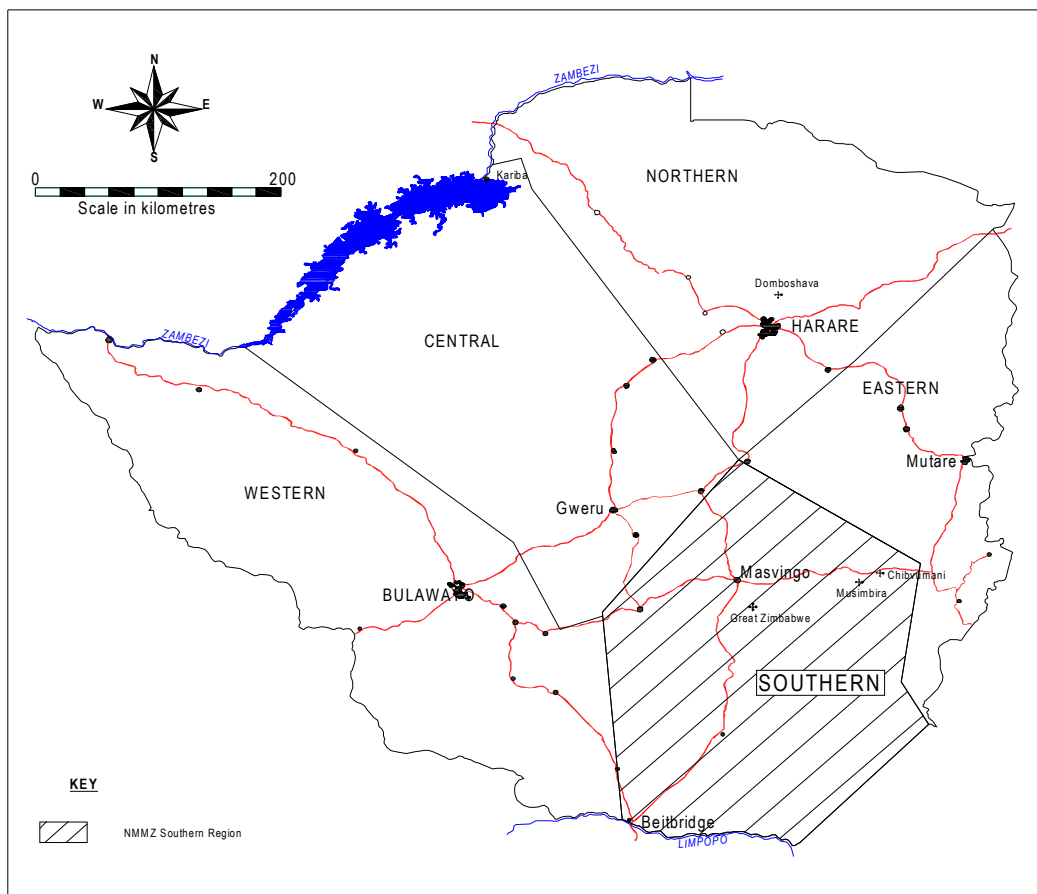 ZAMBEZI
N
W
E
S
0
200
Scale in kilometres
Kariba
NORTHERN
Domboshava
HARARE
ZAMBEZI
CENTRAL
EASTERN
Mutare
WESTERN
Gweru
Masvingo
Chibvumani
Musimbira
BULAWAYO
Great Zimbabwe
SOUTHERN
KEY
NMMZ Southern Region
Beitbridge
LIMPOPO